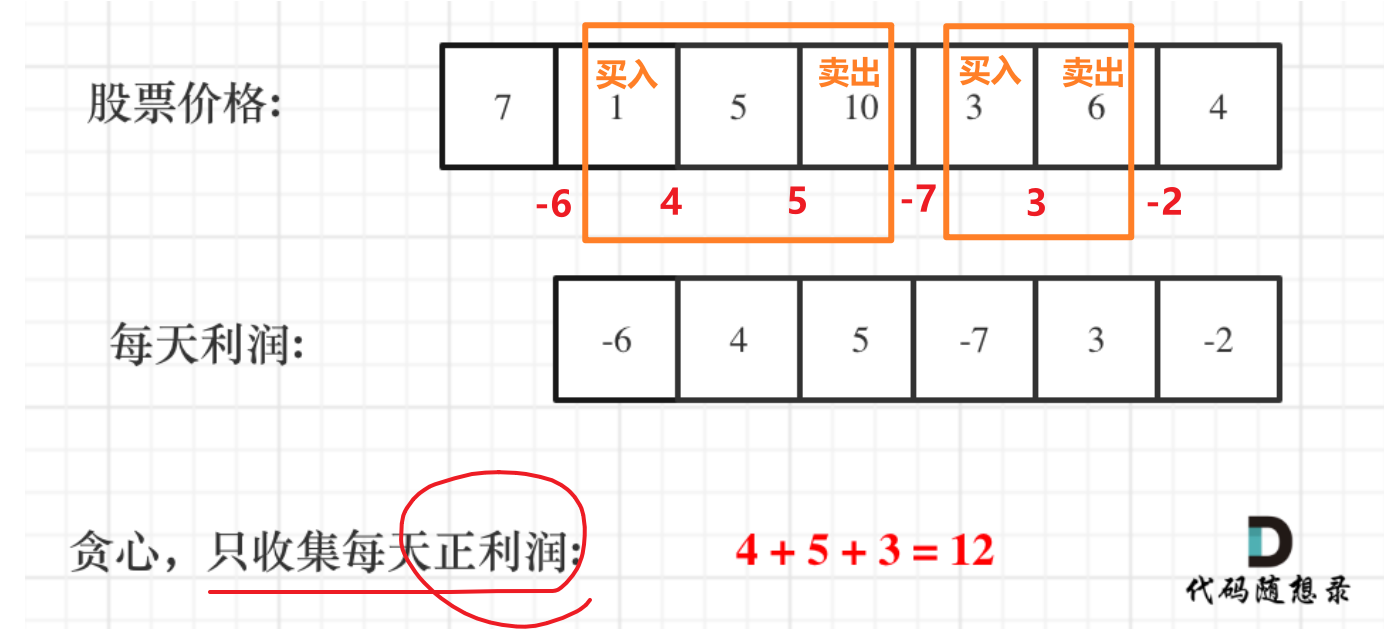 买入 卖出 买入 卖出
股票价格: 7 1 5 10 3 6 4
-6 4 5 -7 3 -2
每天利润: -6 4 5 -7 3 -2
贪心，只收集每天正利润: 4 + 5 + 3 = 12
代码随想录